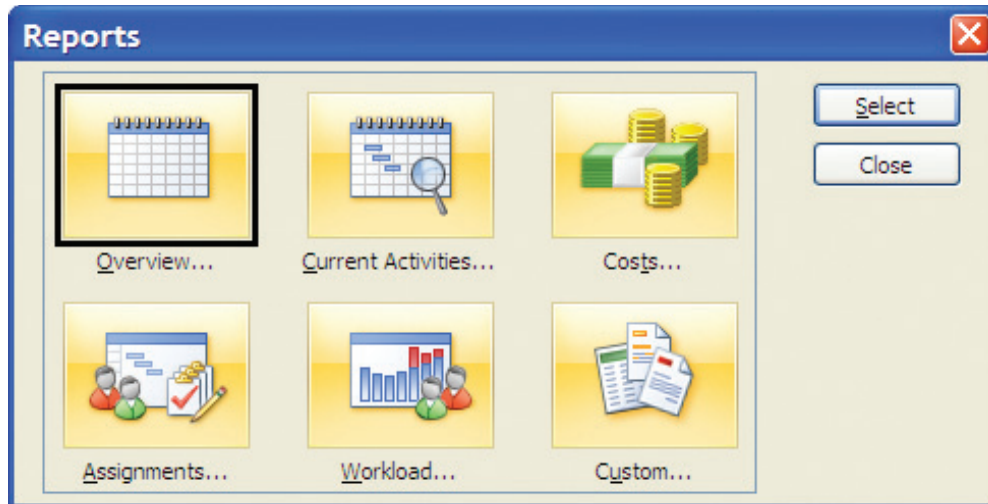 Reports
Select
Close
Overview...
Current Activities...
Costs...
Assignments...
Workload...
Custom...